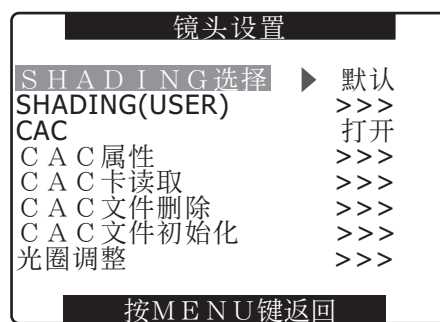 镜头设置
ＳＨＡＤＩＮＧ选择 ▶ 默认
SHADING(USER) >>>
CAC 打开
ＣＡＣ属性 >>>
ＣＡＣ卡读取 >>>
ＣＡＣ文件删除 >>>
ＣＡＣ文件初始化 >>>
光圈调整 >>>
按ＭＥＮＵ键返回